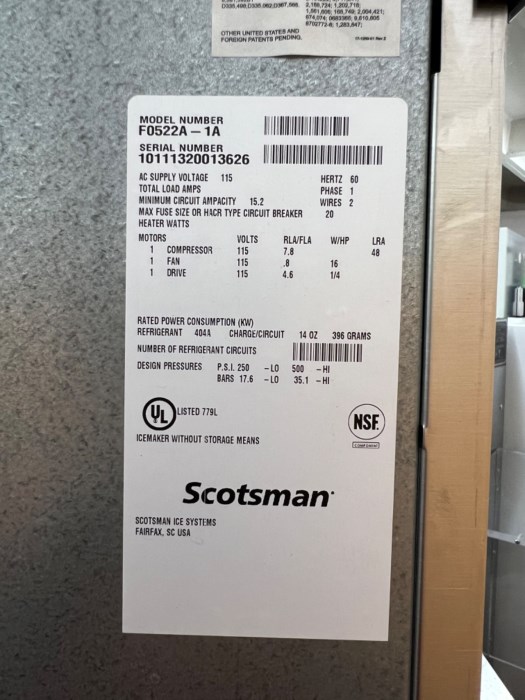 OTHER UNITED STATES AND
FOREIGN PATENTS PENDING.
MODEL NUMBER
F0522A - 1A
SERIAL NUMBER
10111320013626
AC SUPPLY VOLTAGE 115 HERTZ 60
TOTAL LOAD AMPS PHASE 1
MINIMUM CIRCUIT AMPACITY 15.2 WIRES 2
MAX FUSE SIZE OR HACR TYPE CIRCUIT BREAKER 20
HEATER WATTS
MOTORS VOLTS RLA/FLA W/HP LRA
1 COMPRESSOR 115 7.8 48
1 FAN 115 .8 16
1 DRIVE 115 4.6 1/4
RATED POWER CONSUMPTION (KW)
REFRIGERANT 404A CHARGE/CIRCUIT 14 OZ 396 GRAMS
NUMBER OF REFRIGERANT CIRCUITS
DESIGN PRESSURES P.S.I. 250 - LO 500 - HI
BARS 17.6 - LO 35.1 - HI
UL LISTED 779L
NSF
ICEMAKER WITHOUT STORAGE MEANS
Scotsman
SCOTSMAN ICE SYSTEMS
FAIRFAX, SC USA